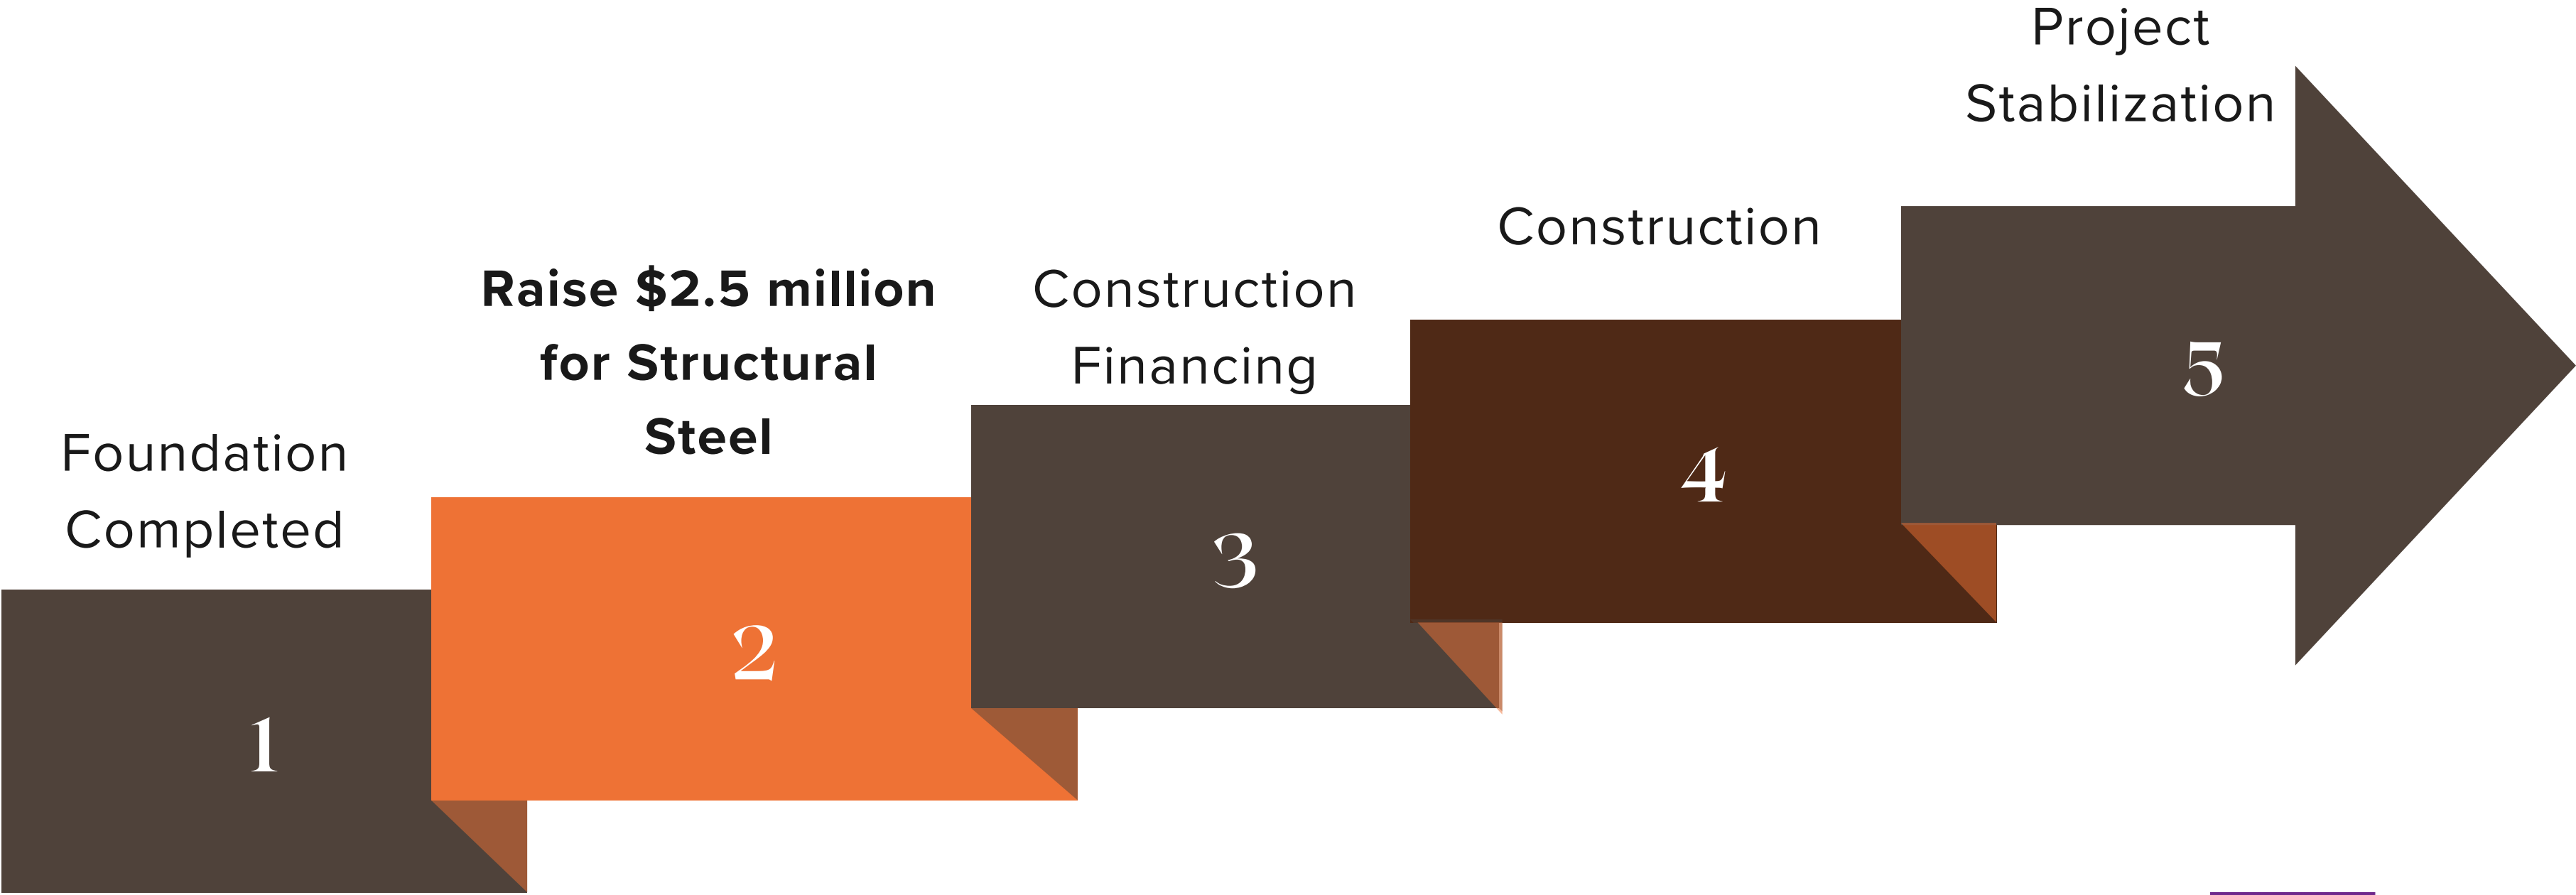 Foundation
Completed
1
Raise $2.5 million
for Structural
Steel
2
Construction
Financing
3
Construction
4
Project
Stabilization
5